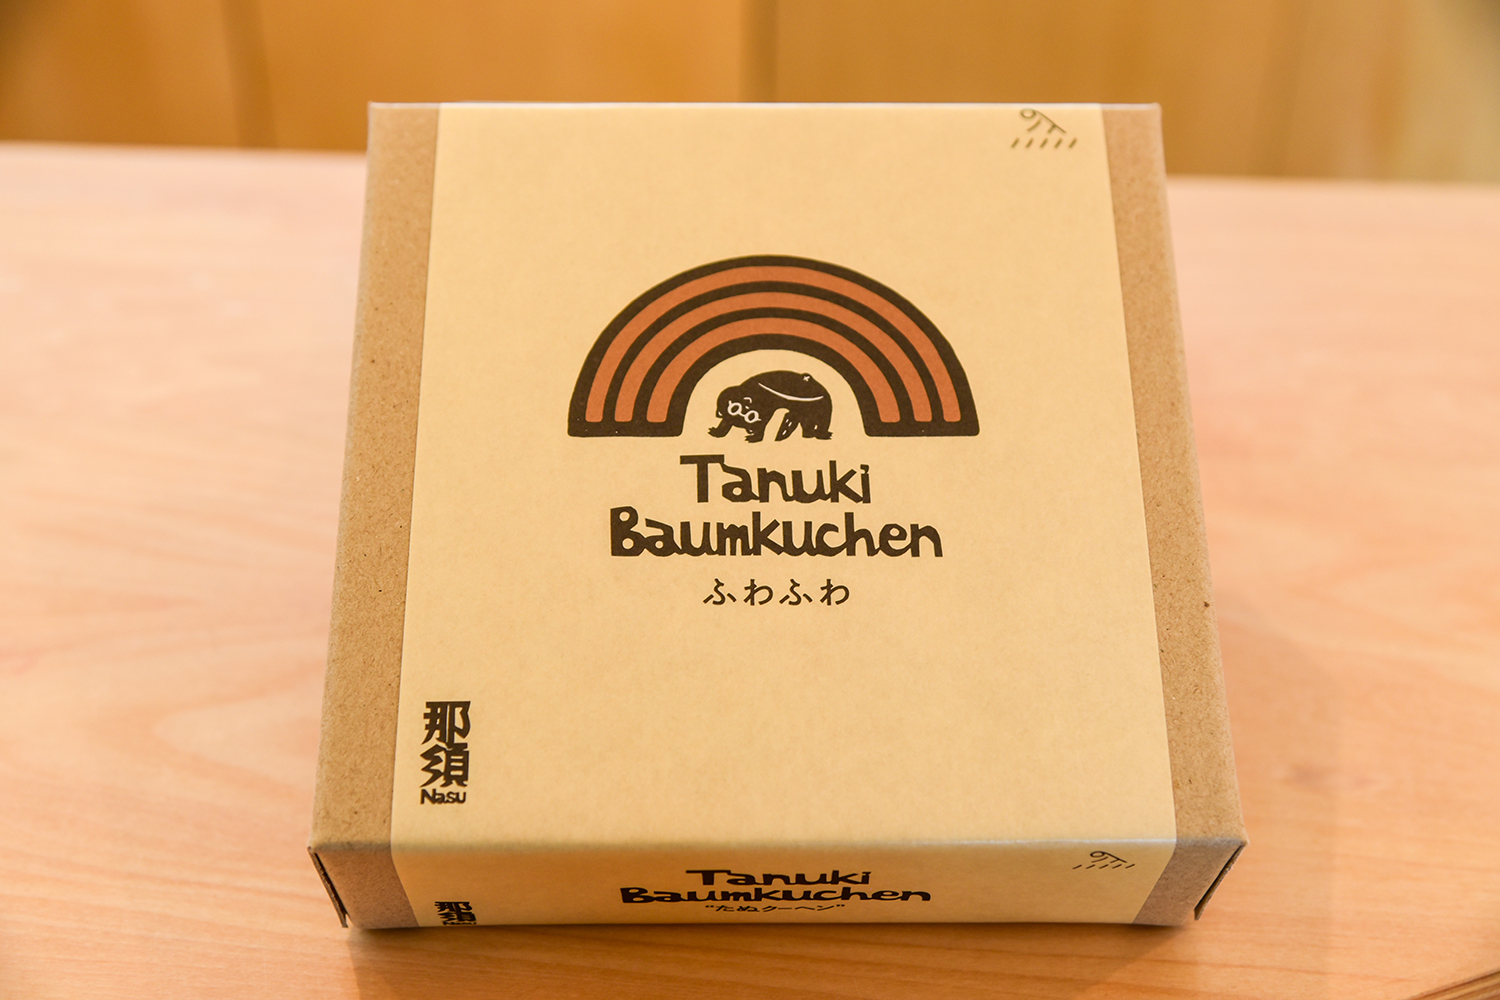 Tanuki
Baumkuchen
ふわふわ
那須
Nasu
Tanuki
Baumkuchen
"たぬクーヘン"
那須
Nasu